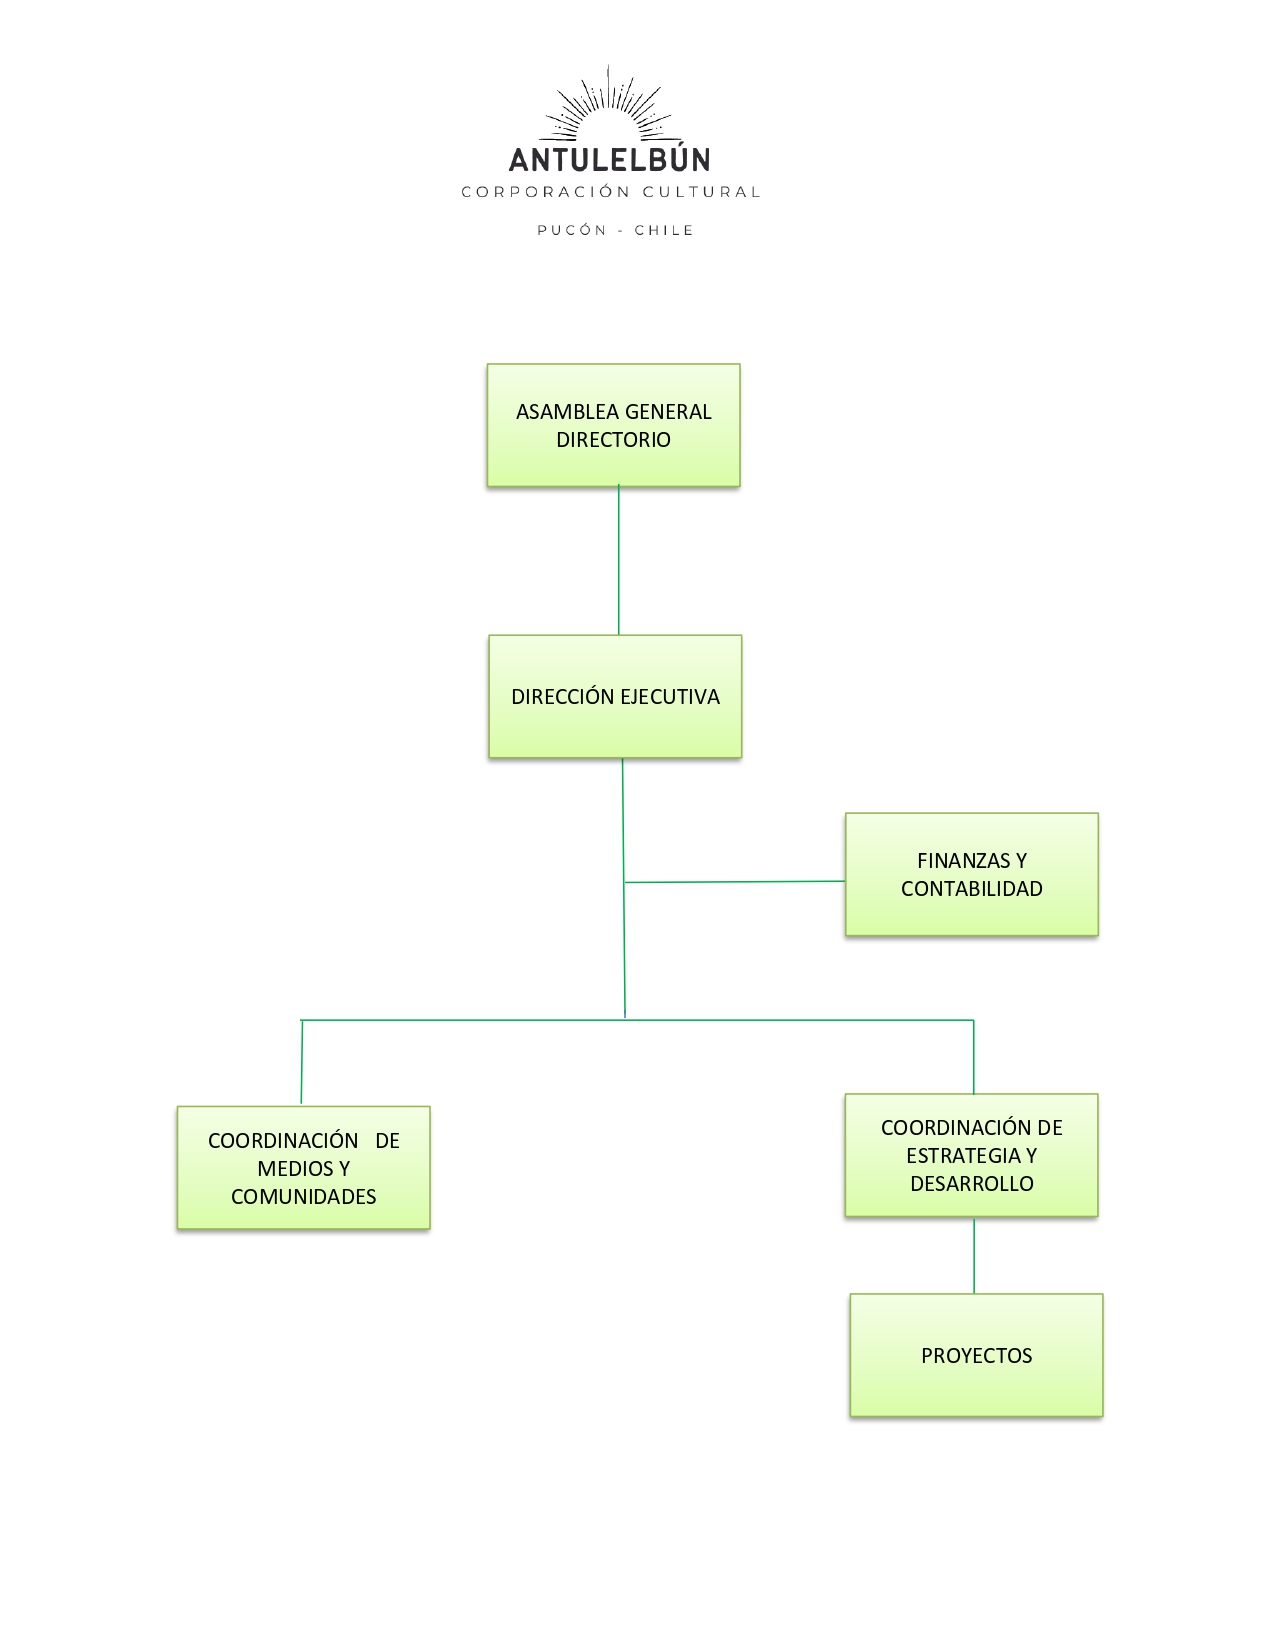 ANTULELBÚN
CORPORACIÓN CULTURAL
PUCÓN - CHILE
ASAMBLEA GENERAL
DIRECTORIO
DIRECCIÓN EJECUTIVA
FINANZAS Y
CONTABILIDAD
COORDINACIÓN DE
MEDIOS Y
COMUNIDADES
COORDINACIÓN DE
ESTRATEGIA Y
DESARROLLO
PROYECTOS